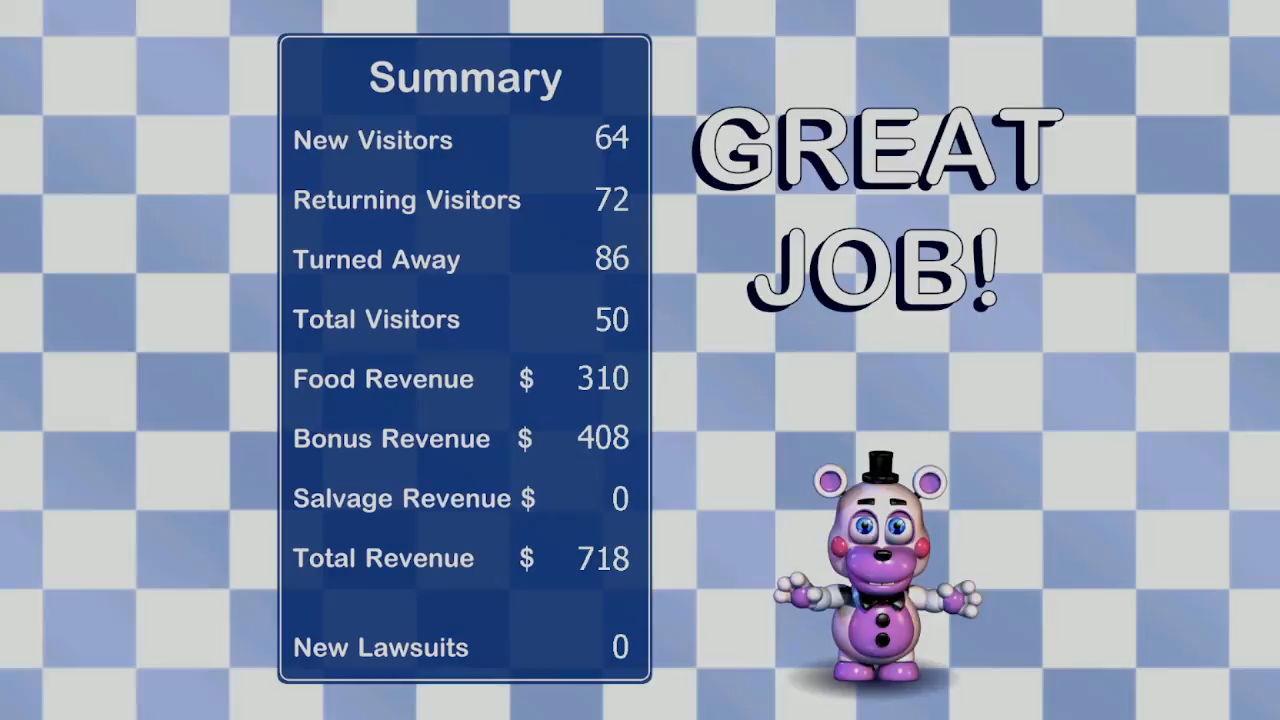 Summary
New Visitors 64
Returning Visitors 72
Turned Away 86
Total Visitors 50
Food Revenue $ 310
Bonus Revenue $ 408
Salvage Revenue $ 0
Total Revenue $ 718
New Lawsuits 0
GREAT
JOB!